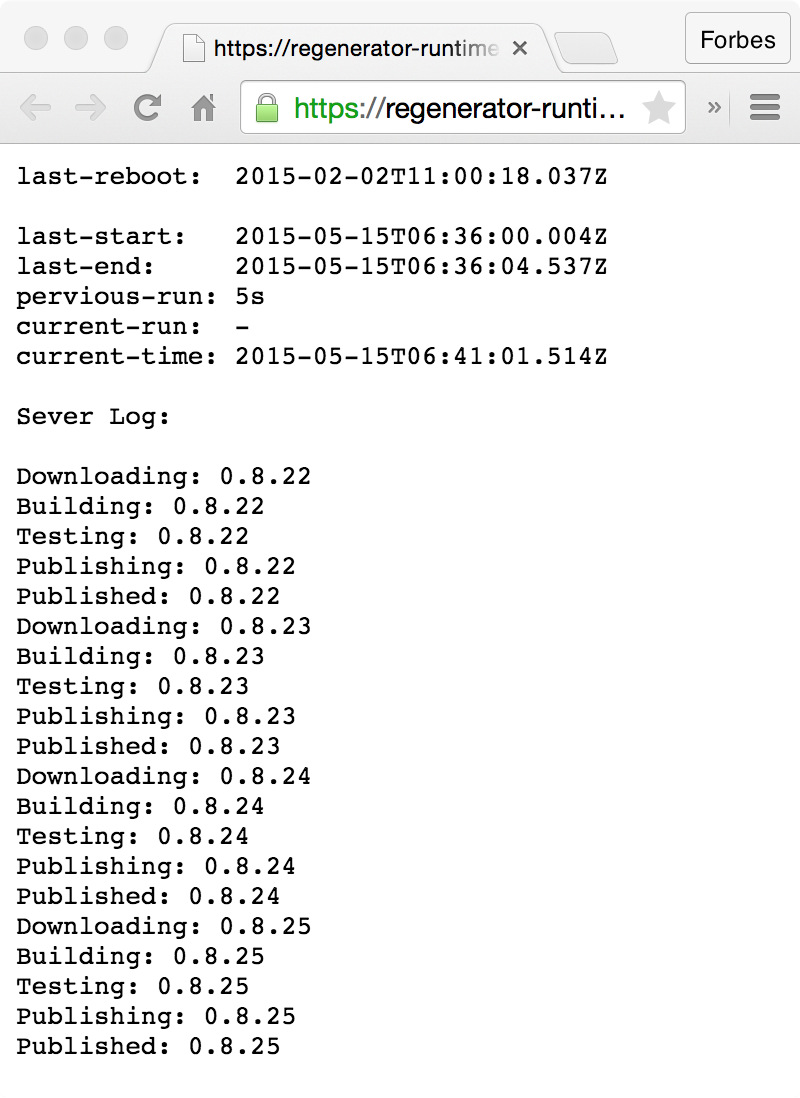 https://regenerator-runtime
Forbes
https://regenerator-runti...
last-reboot:  2015-02-02T11:00:18.037Z
last-start:   2015-05-15T06:36:00.004Z
last-end:     2015-05-15T06:36:04.537Z
pervious-run: 5s
current-run:  -
current-time: 2015-05-15T06:41:01.514Z
Sever Log:
Downloading: 0.8.22
Building: 0.8.22
Testing: 0.8.22
Publishing: 0.8.22
Published: 0.8.22
Downloading: 0.8.23
Building: 0.8.23
Testing: 0.8.23
Publishing: 0.8.23
Published: 0.8.23
Downloading: 0.8.24
Building: 0.8.24
Testing: 0.8.24
Publishing: 0.8.24
Published: 0.8.24
Downloading: 0.8.25
Building: 0.8.25
Testing: 0.8.25
Publishing: 0.8.25
Published: 0.8.25